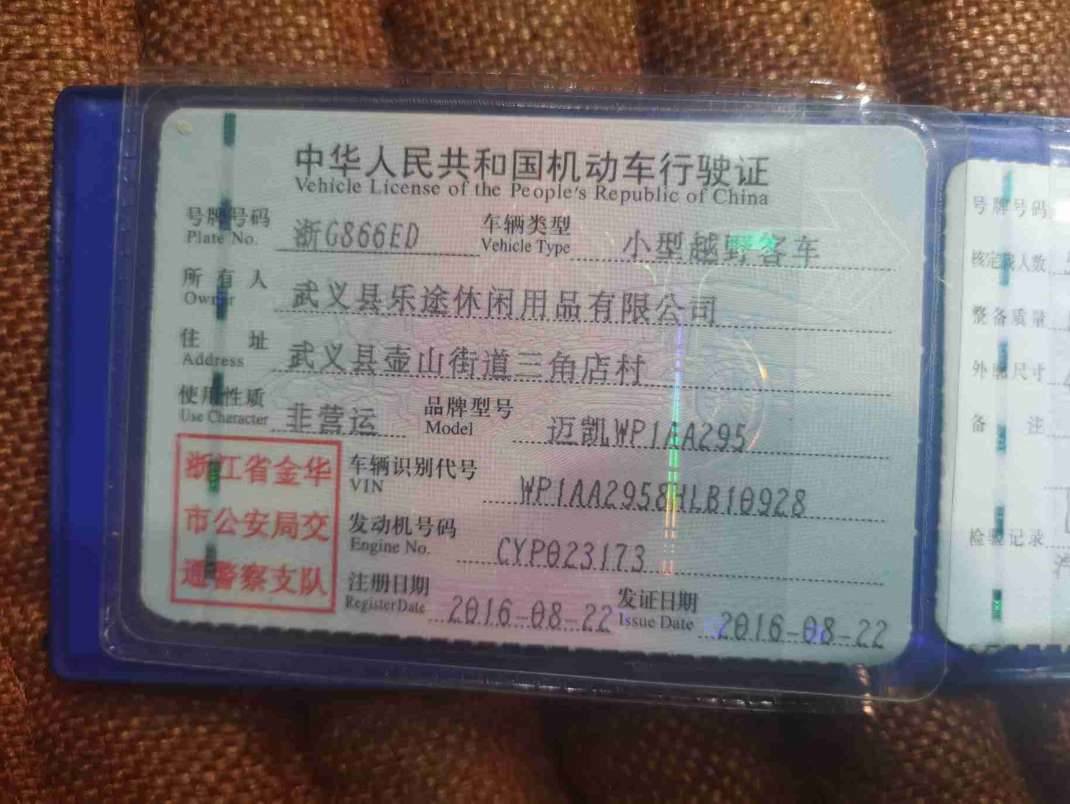 中华人民共和国机动车行驶证
Vehicle License of the People's Republic of China
号牌号码 浙G866ED 车辆类型 小型越野客车
Plate No. Vehicle Type
所有人 武义县乐途休闲用品有限公司
Owner
住址 武义县壶山街道三角店村
Address
使用性质 非营运 品牌型号 迈凯WP1AA295
Use Character Model
浙江省金华
市公安局交
通警察支队
车辆识别代号 WP1AA2958HLB10928
VIN
发动机号码 CYP023173
Engine No.
注册日期 2016-08-22 发证日期 2016-08-22
Register Date Issue Date
号牌号码
核定载人数
整备质量
外廓尺寸
备注
检验记录